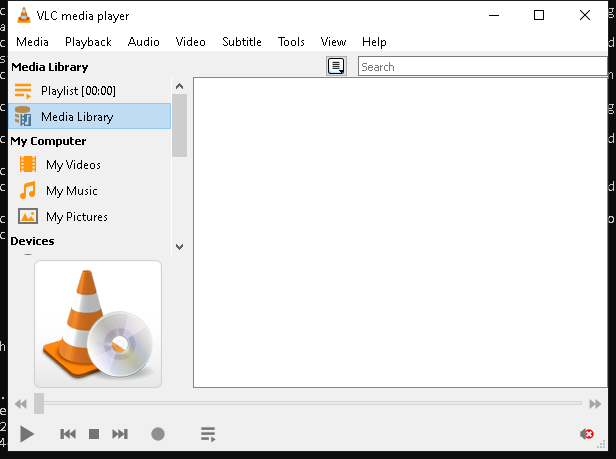 VLC media player
Media Playback Audio Video Subtitle Tools View Help
Media Library
Search
Playlist [00:00]
Media Library
My Computer
My Videos
My Music
My Pictures
Devices